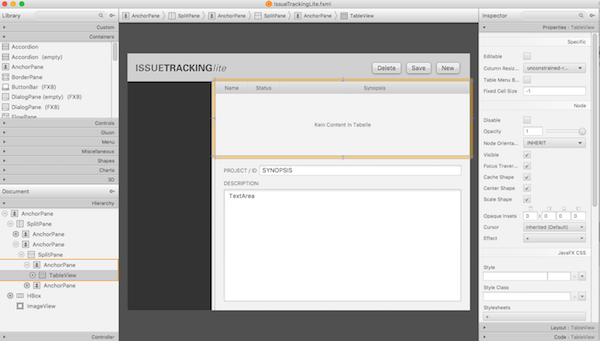 IssueTrackingLite.fxml
Library
AnchorPane
SplitPane
AnchorPane
SplitPane
AnchorPane
TableView
Inspector
Custom
Containers
Accordion
Accordion (empty)
AnchorPane
BorderPane
ButtonBar (FX8)
DialogPane (empty) (FX8)
DialogPane (FX8)
FlowPane
Controls
Gluon
Menu
Miscellaneous
Shapes
Charts
3D
Document
Hierarchy
AnchorPane
SplitPane
AnchorPane
AnchorPane
SplitPane
AnchorPane
TableView
AnchorPane
HBox
ImageView
Controller
ISSUETRACKINGlite
Delete
Save
New
Name
Status
Synopsis
Kein Content in Tabelle
PROJECT / ID
SYNOPSIS
DESCRIPTION
TextArea
Properties : TableView
Specific
Editable
Column Resiz...
unconstrained-r...
Table Menu B...
Fixed Cell Size
-1
Node
Disable
Opacity
1
Node Orienta...
INHERIT
Visible
Focus Traver...
Cache Shape
Center Shape
Scale Shape
Opaque Insets
0
0
0
0
Cursor
Inherited (Default)
Effect
+
JavaFX CSS
Style
Style Class
Stylesheets
Layout : TableView
Code : TableView